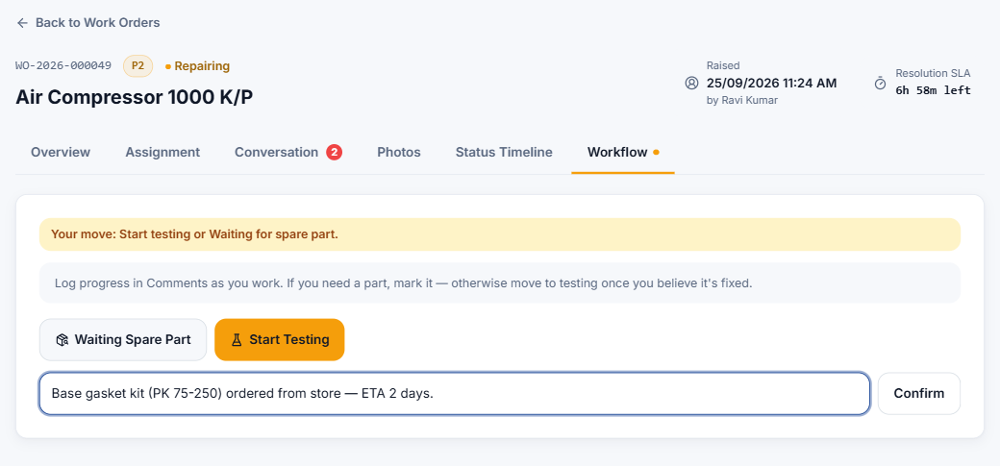 Back to Work Orders
WO-2026-000049 P2 Repairing
Air Compressor 1000 K/P
Raised
25/09/2026 11:24 AM
by Ravi Kumar
Resolution SLA
6h 58m left
Overview Assignment Conversation 2 Photos Status Timeline Workflow
Your move: Start testing or Waiting for spare part.
Log progress in Comments as you work. If you need a part, mark it — otherwise move to testing once you believe it's fixed.
Waiting Spare Part Start Testing
Base gasket kit (PK 75-250) ordered from store — ETA 2 days. Confirm